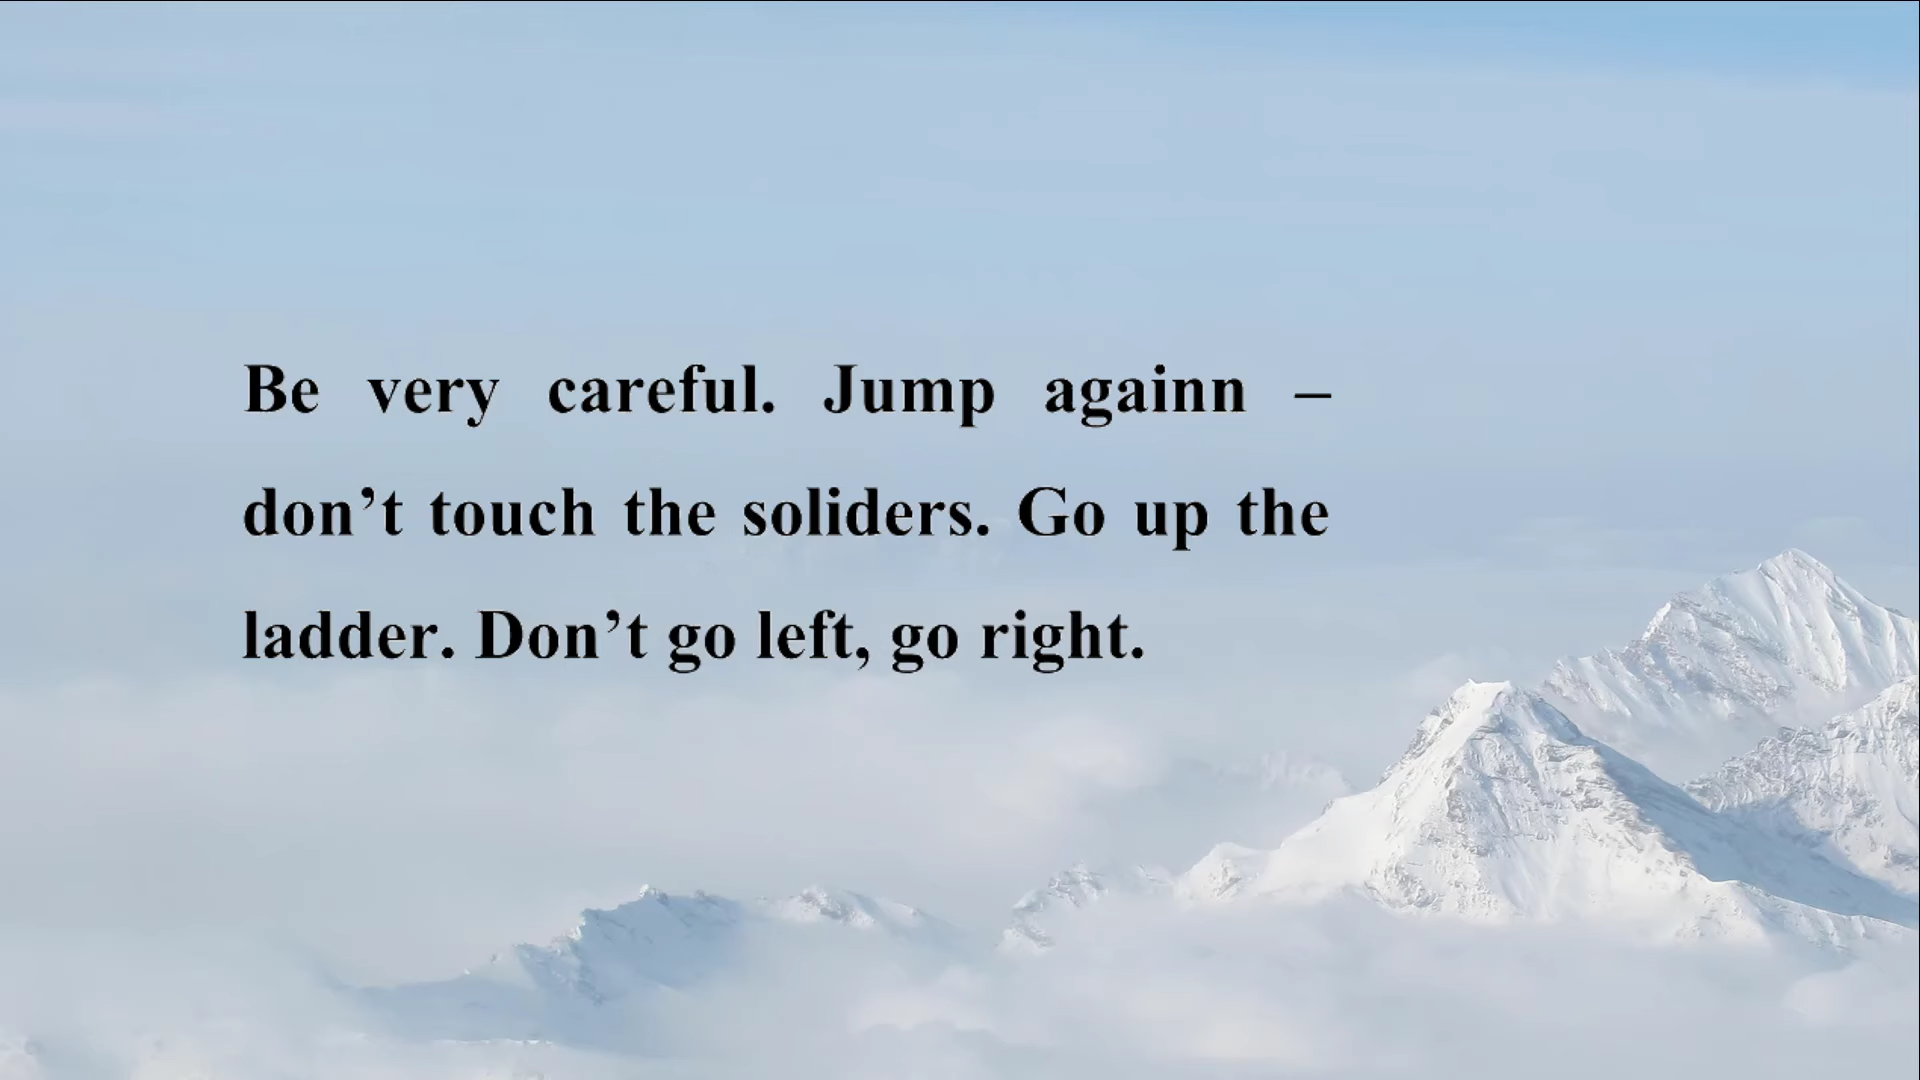 Be very careful. Jump againn –
don’t touch the soliders. Go up the
ladder. Don’t go left, go right.